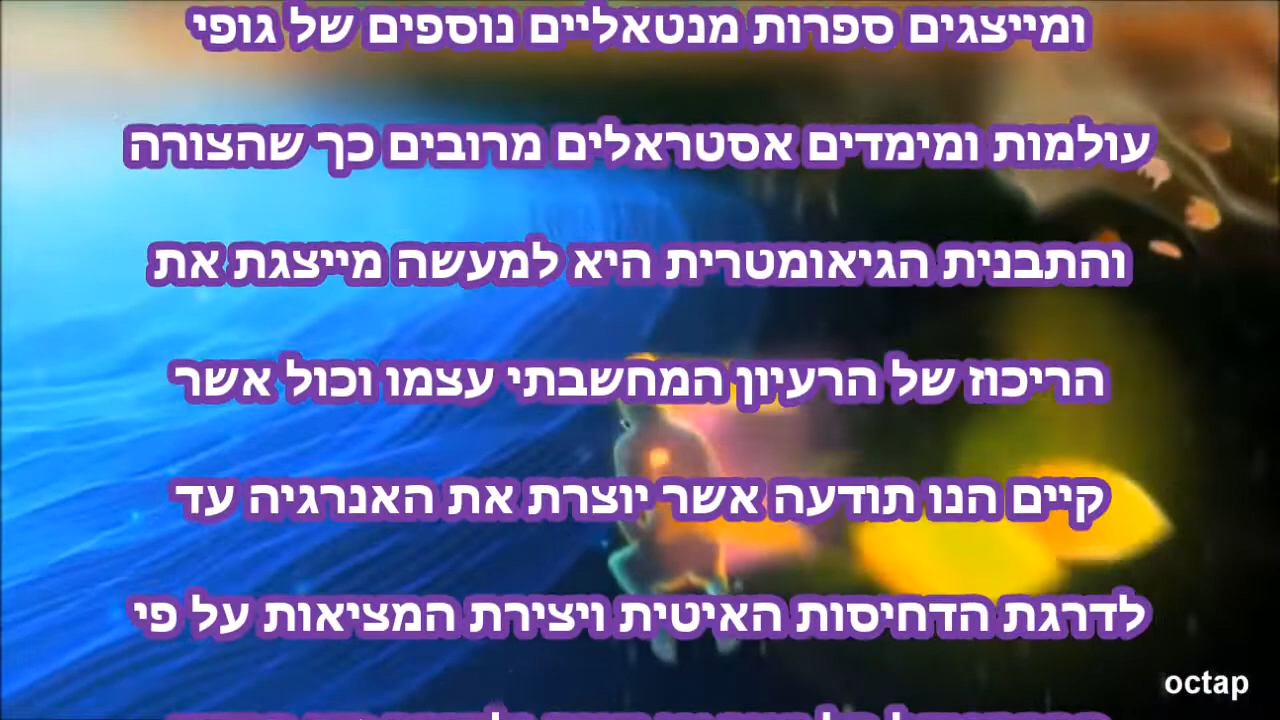 ומייצגים ספרות מנטאליים נוספים של גופי
עולמות ומימדים אסטראלים מרובים כך שהצורה
והתבנית הגיאומטרית היא למעשה מייצגת את
הריכוז של הרעיון המחשבתי עצמו וכול אשר
קיים הנו תודעה אשר יוצרת את האנרגיה עד
לדרגת הדחיסות האיטית ויצירת המציאות על פי
octap